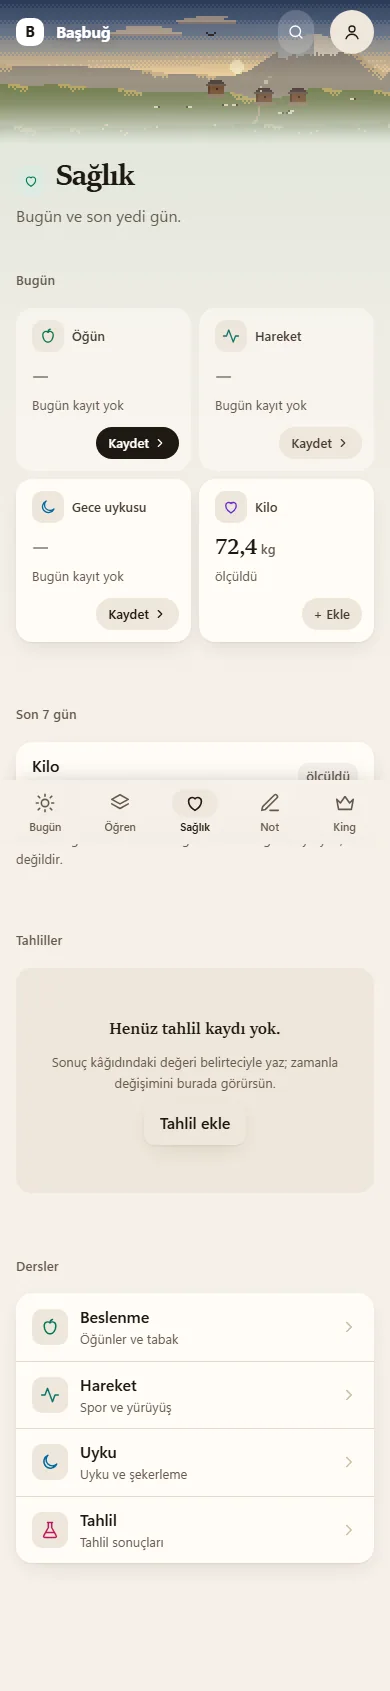 B Başbuğ
Sağlık
Bugün ve son yedi gün.
Bugün
Öğün
—
Bugün kayıt yok
Kaydet
Hareket
—
Bugün kayıt yok
Kaydet
Gece uykusu
—
Bugün kayıt yok
Kaydet
Kilo
72,4 kg
ölçüldü
+ Ekle
Son 7 gün
Kilo
ölçüldü
Bugün
Öğren
Sağlık
Not
King
değildir.
Tahliller
Henüz tahlil kaydı yok.
Sonuç kâğıdındaki değeri belirteciyle yaz; zamanla
değişimini burada görürsün.
Tahlil ekle
Dersler
Beslenme
Öğünler ve tabak
Hareket
Spor ve yürüyüş
Uyku
Uyku ve şekerleme
Tahlil
Tahlil sonuçları